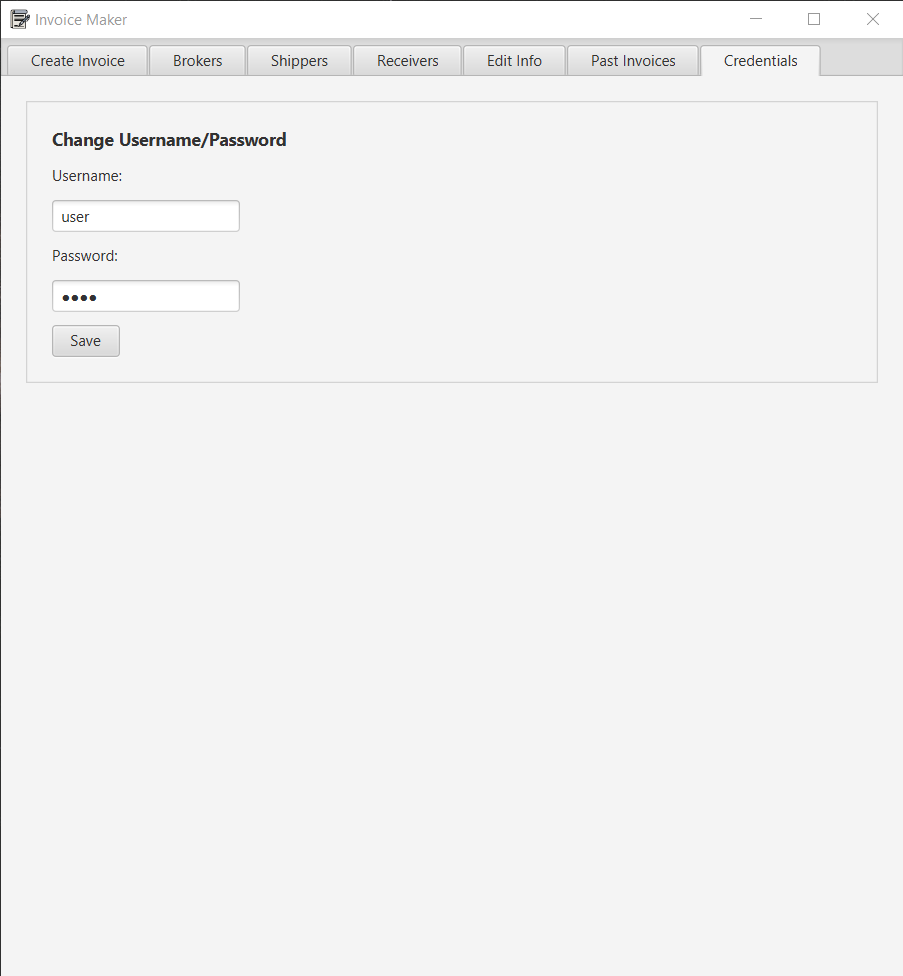 Invoice Maker
Create Invoice Brokers Shippers Receivers Edit Info Past Invoices Credentials
Change Username/Password
Username:
user
Password:
●●●●
Save